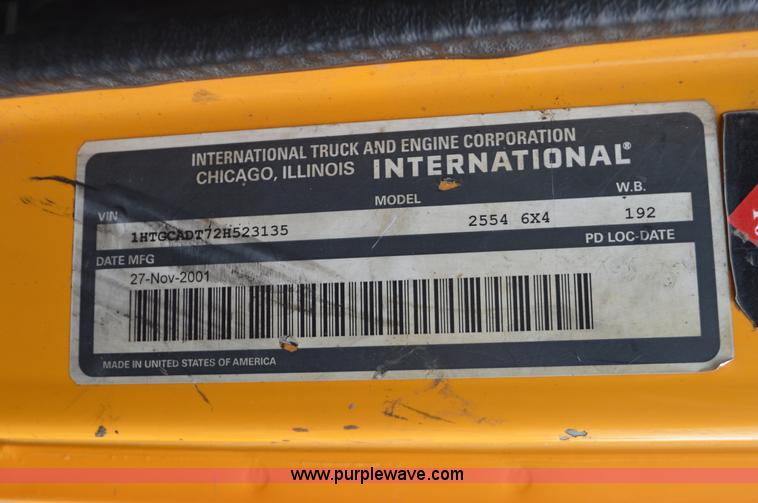 INTERNATIONAL TRUCK AND ENGINE CORPORATION
CHICAGO, ILLINOIS INTERNATIONAL®
VIN MODEL W.B.
1HTGCADT72H523135 2554 6X4 192
DATE MFG PD LOC-DATE
27-Nov-2001
MADE IN UNITED STATES OF AMERICA
www.purplewave.com